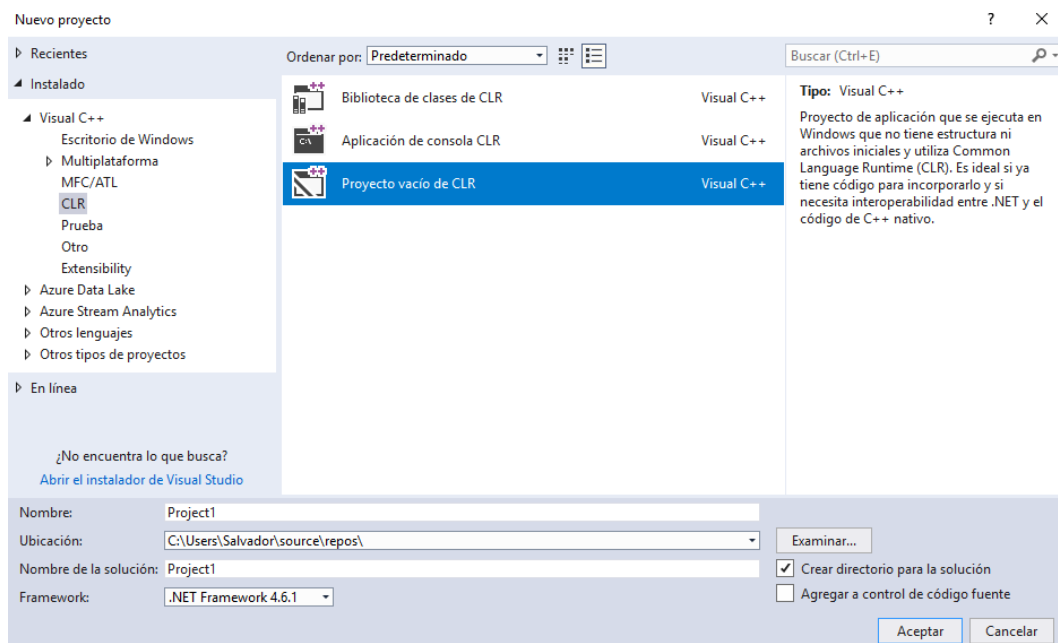 Nuevo proyecto
? ×
Recientes
Instalado
Visual C++
Escritorio de Windows
Multiplataforma
MFC/ATL
CLR
Prueba
Otro
Extensibility
Azure Data Lake
Azure Stream Analytics
Otros lenguajes
Otros tipos de proyectos
En línea
¿No encuentra lo que busca?
Abrir el instalador de Visual Studio
Ordenar por: Predeterminado
Biblioteca de clases de CLR Visual C++
Aplicación de consola CLR Visual C++
Proyecto vacío de CLR Visual C++
Buscar (Ctrl+E)
Tipo: Visual C++
Proyecto de aplicación que se ejecuta en
Windows que no tiene estructura ni
archivos iniciales y utiliza Common
Language Runtime (CLR). Es ideal si ya
tiene código para incorporarlo y si
necesita interoperabilidad entre .NET y el
código de C++ nativo.
Nombre: Project1
Ubicación: C:\Users\Salvador\source\repos\ Examinar...
Nombre de la solución: Project1 Crear directorio para la solución
Framework: .NET Framework 4.6.1 Agregar a control de código fuente
Aceptar Cancelar